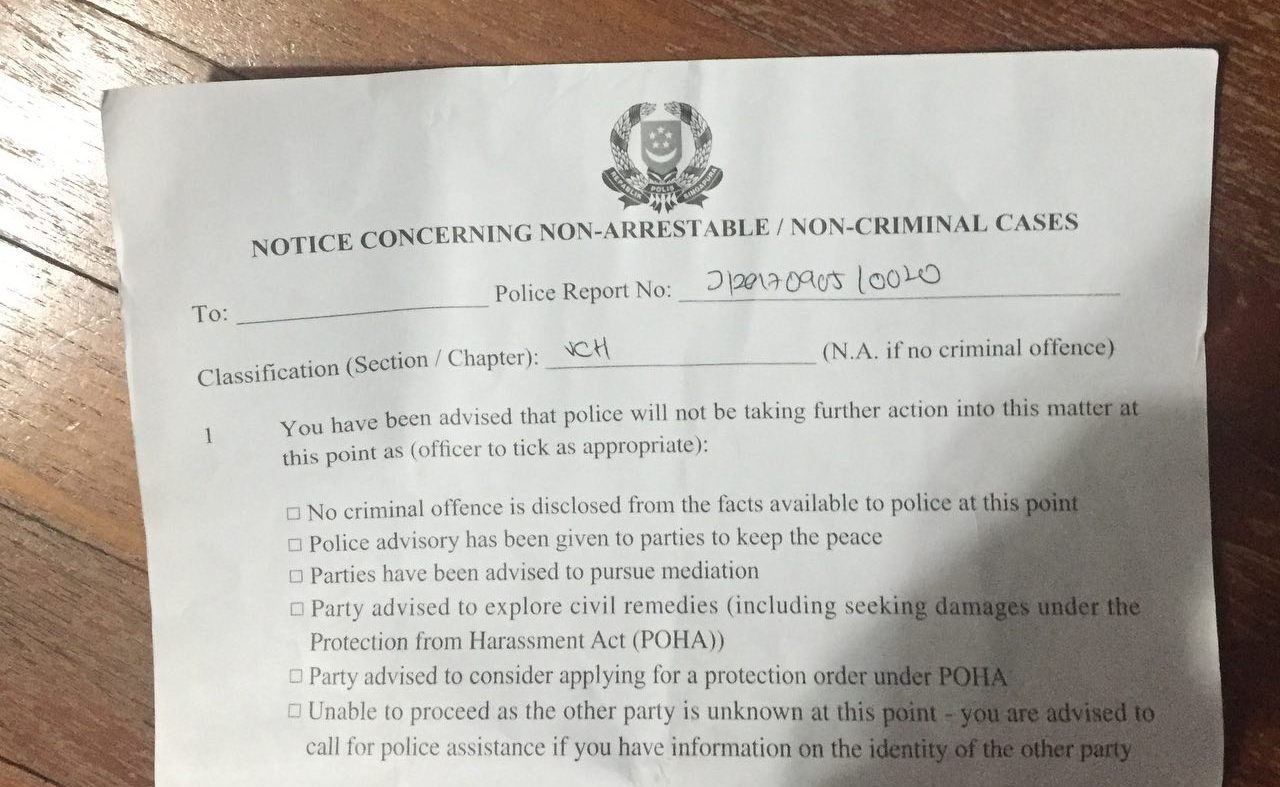 REPUBLIK POLIS SINGAPURA
NOTICE CONCERNING NON-ARRESTABLE / NON-CRIMINAL CASES
To: Police Report No: J/20170905/0020
Classification (Section / Chapter): VCH (N.A. if no criminal offence)
1 You have been advised that police will not be taking further action into this matter at
this point as (officer to tick as appropriate):
□ No criminal offence is disclosed from the facts available to police at this point
□ Police advisory has been given to parties to keep the peace
□ Parties have been advised to pursue mediation
□ Party advised to explore civil remedies (including seeking damages under the
Protection from Harassment Act (POHA))
□ Party advised to consider applying for a protection order under POHA
□ Unable to proceed as the other party is unknown at this point - you are advised to
call for police assistance if you have information on the identity of the other party